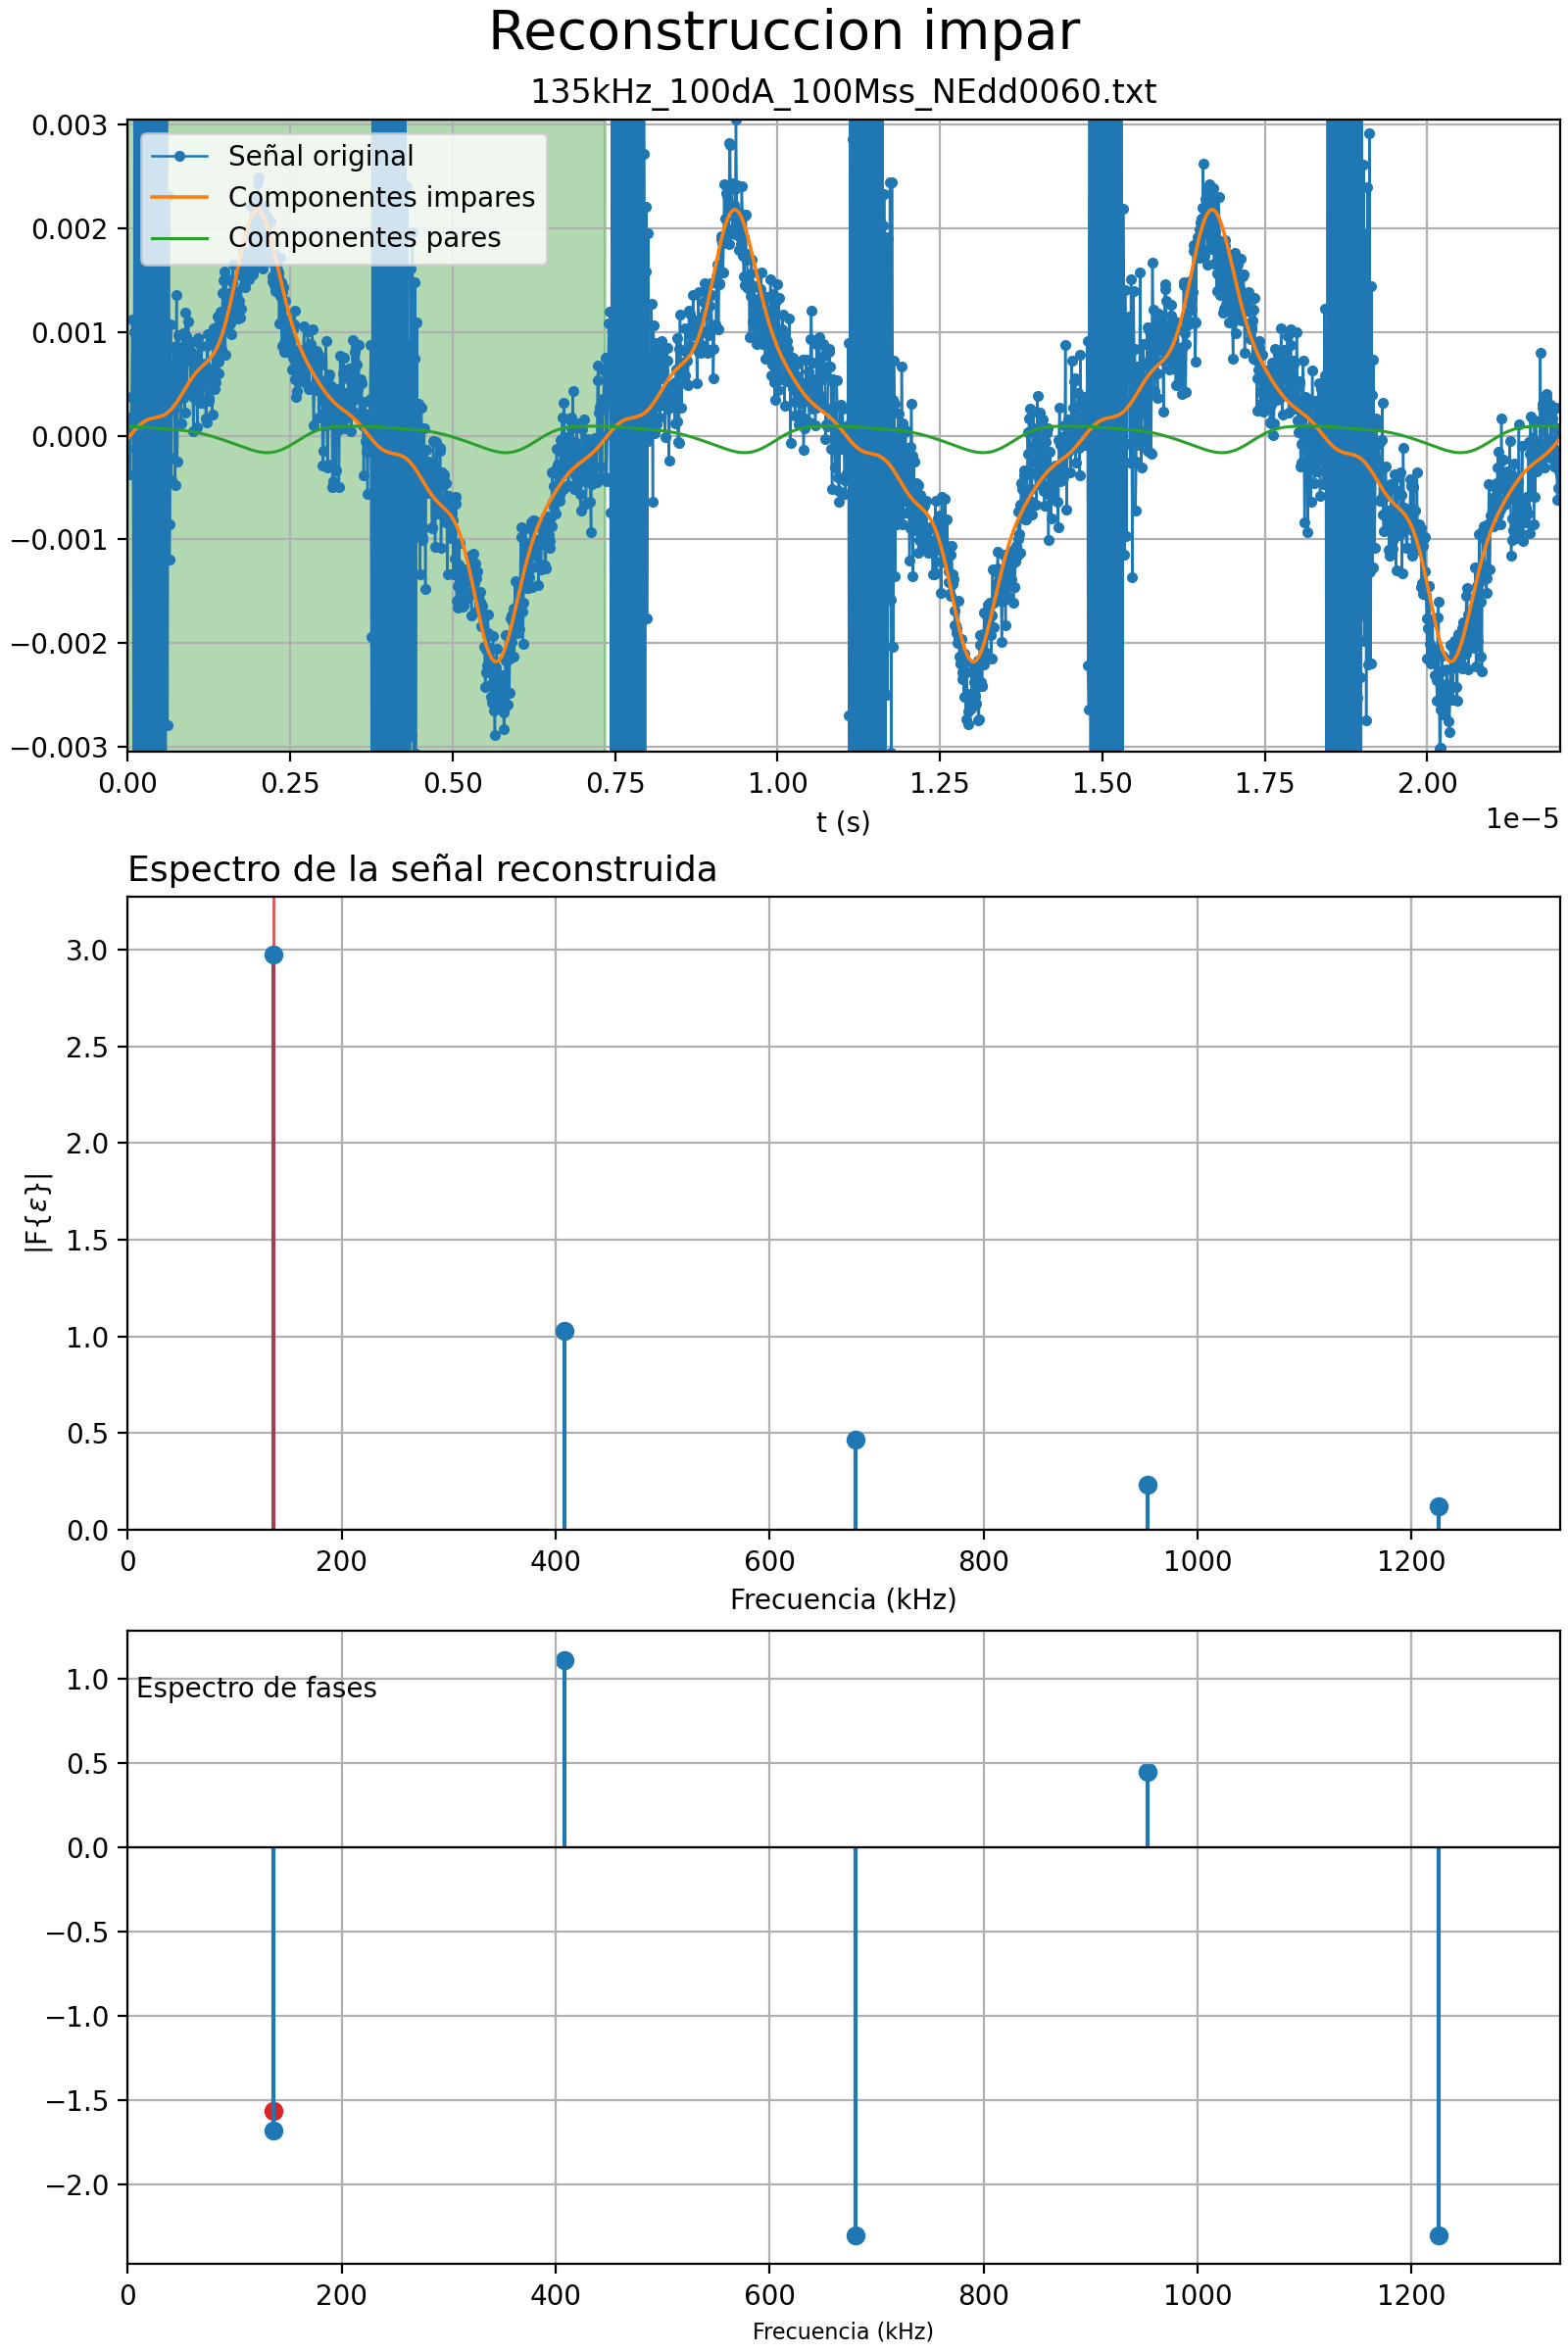 Reconstruccion impar
135kHz_100dA_100Mss_NEdd0060.txt
Señal original
Componentes impares
Componentes pares
0.003
0.002
0.001
0.000
−0.001
−0.002
−0.003
0.00 0.25 0.50 0.75 1.00 1.25 1.50 1.75 2.00
1e−5
t (s)
Espectro de la señal reconstruida
|F{ε}|
3.0
2.5
2.0
1.5
1.0
0.5
0.0
0 200 400 600 800 1000 1200
Frecuencia (kHz)
Espectro de fases
1.0
0.5
0.0
−0.5
−1.0
−1.5
−2.0
0 200 400 600 800 1000 1200
Frecuencia (kHz)